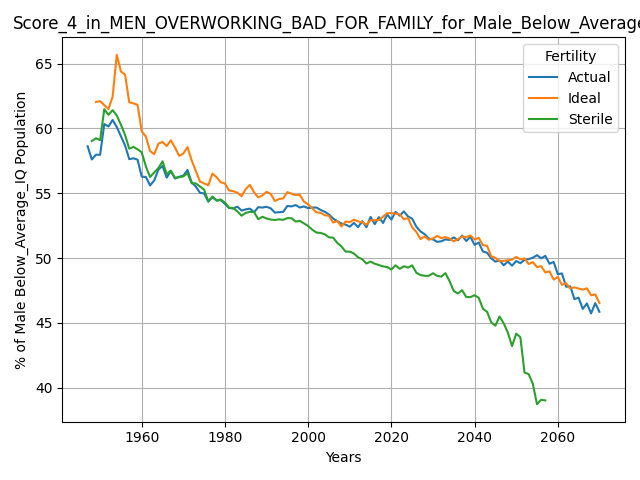 Score_4_in_MEN_OVERWORKING_BAD_FOR_FAMILY_for_Male_Below_Average
% of Male Below_Average_IQ Population
65
60
55
50
45
40
Fertility
Actual
Ideal
Sterile
1960 1980 2000 2020 2040 2060
Years